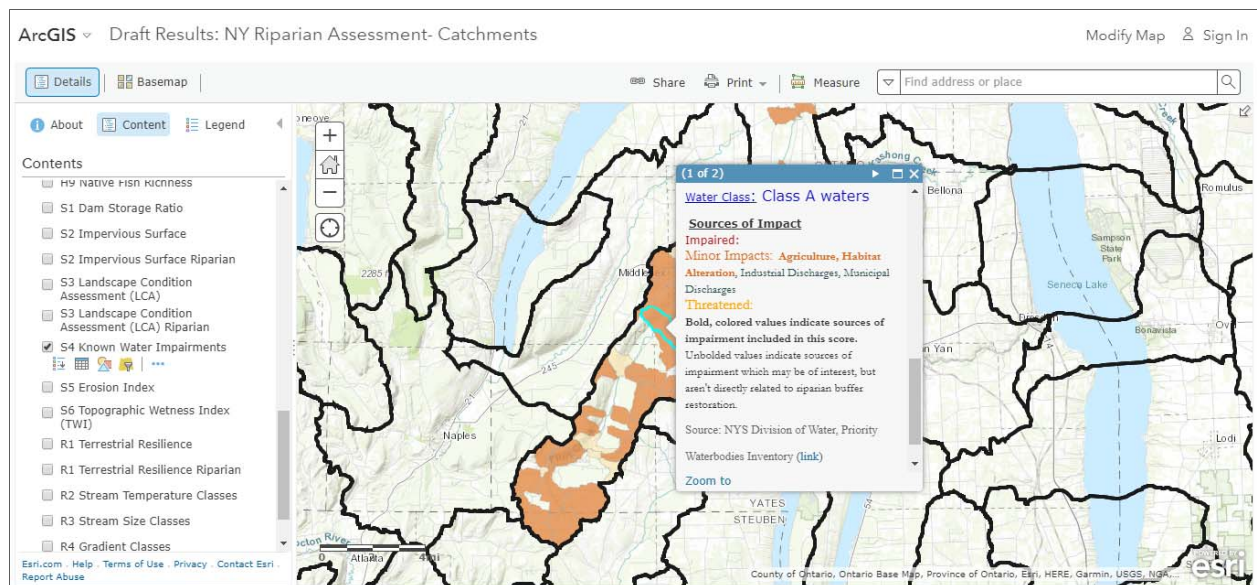 ArcGIS Draft Results: NY Riparian Assessment- Catchments
Modify Map Sign In
Details Basemap
Share Print Measure Find address or place
About Content Legend
Contents
H9 Native Fish Richness
S1 Dam Storage Ratio
S2 Impervious Surface
S2 Impervious Surface Riparian
S3 Landscape Condition
Assessment (LCA)
S3 Landscape Condition
Assessment (LCA) Riparian
S4 Known Water Impairments
S5 Erosion Index
S6 Topographic Wetness Index
(TWI)
R1 Terrestrial Resilience
R1 Terrestrial Resilience Riparian
R2 Stream Temperature Classes
R3 Stream Size Classes
R4 Gradient Classes
Esri.com . Help . Terms of Use . Privacy . Contact Esri .
Report Abuse
(1 of 2)
Water Class: Class A waters
Sources of Impact
Impaired:
Minor Impacts: Agriculture, Habitat
Alteration, Industrial Discharges, Municipal
Discharges
Threatened:
Bold, colored values indicate sources of
impairment included in this score.
Unbolded values indicate sources of
impairment which may be of interest, but
aren't directly related to riparian buffer
restoration.
Source: NYS Division of Water, Priority
Waterbodies Inventory (link)
Zoom to
21
2285 ft
245
21
Naples
Atlanta
Bellona
Romulus
Sampson
State
Park
Seneca Lake
Bonavista
Lodi
YATES
STEUBEN
54
County of Ontario, Ontario Base Map, Province of Ontario, Esri, HERE, Garmin, USGS, NGA,...
POWERED BY
esri